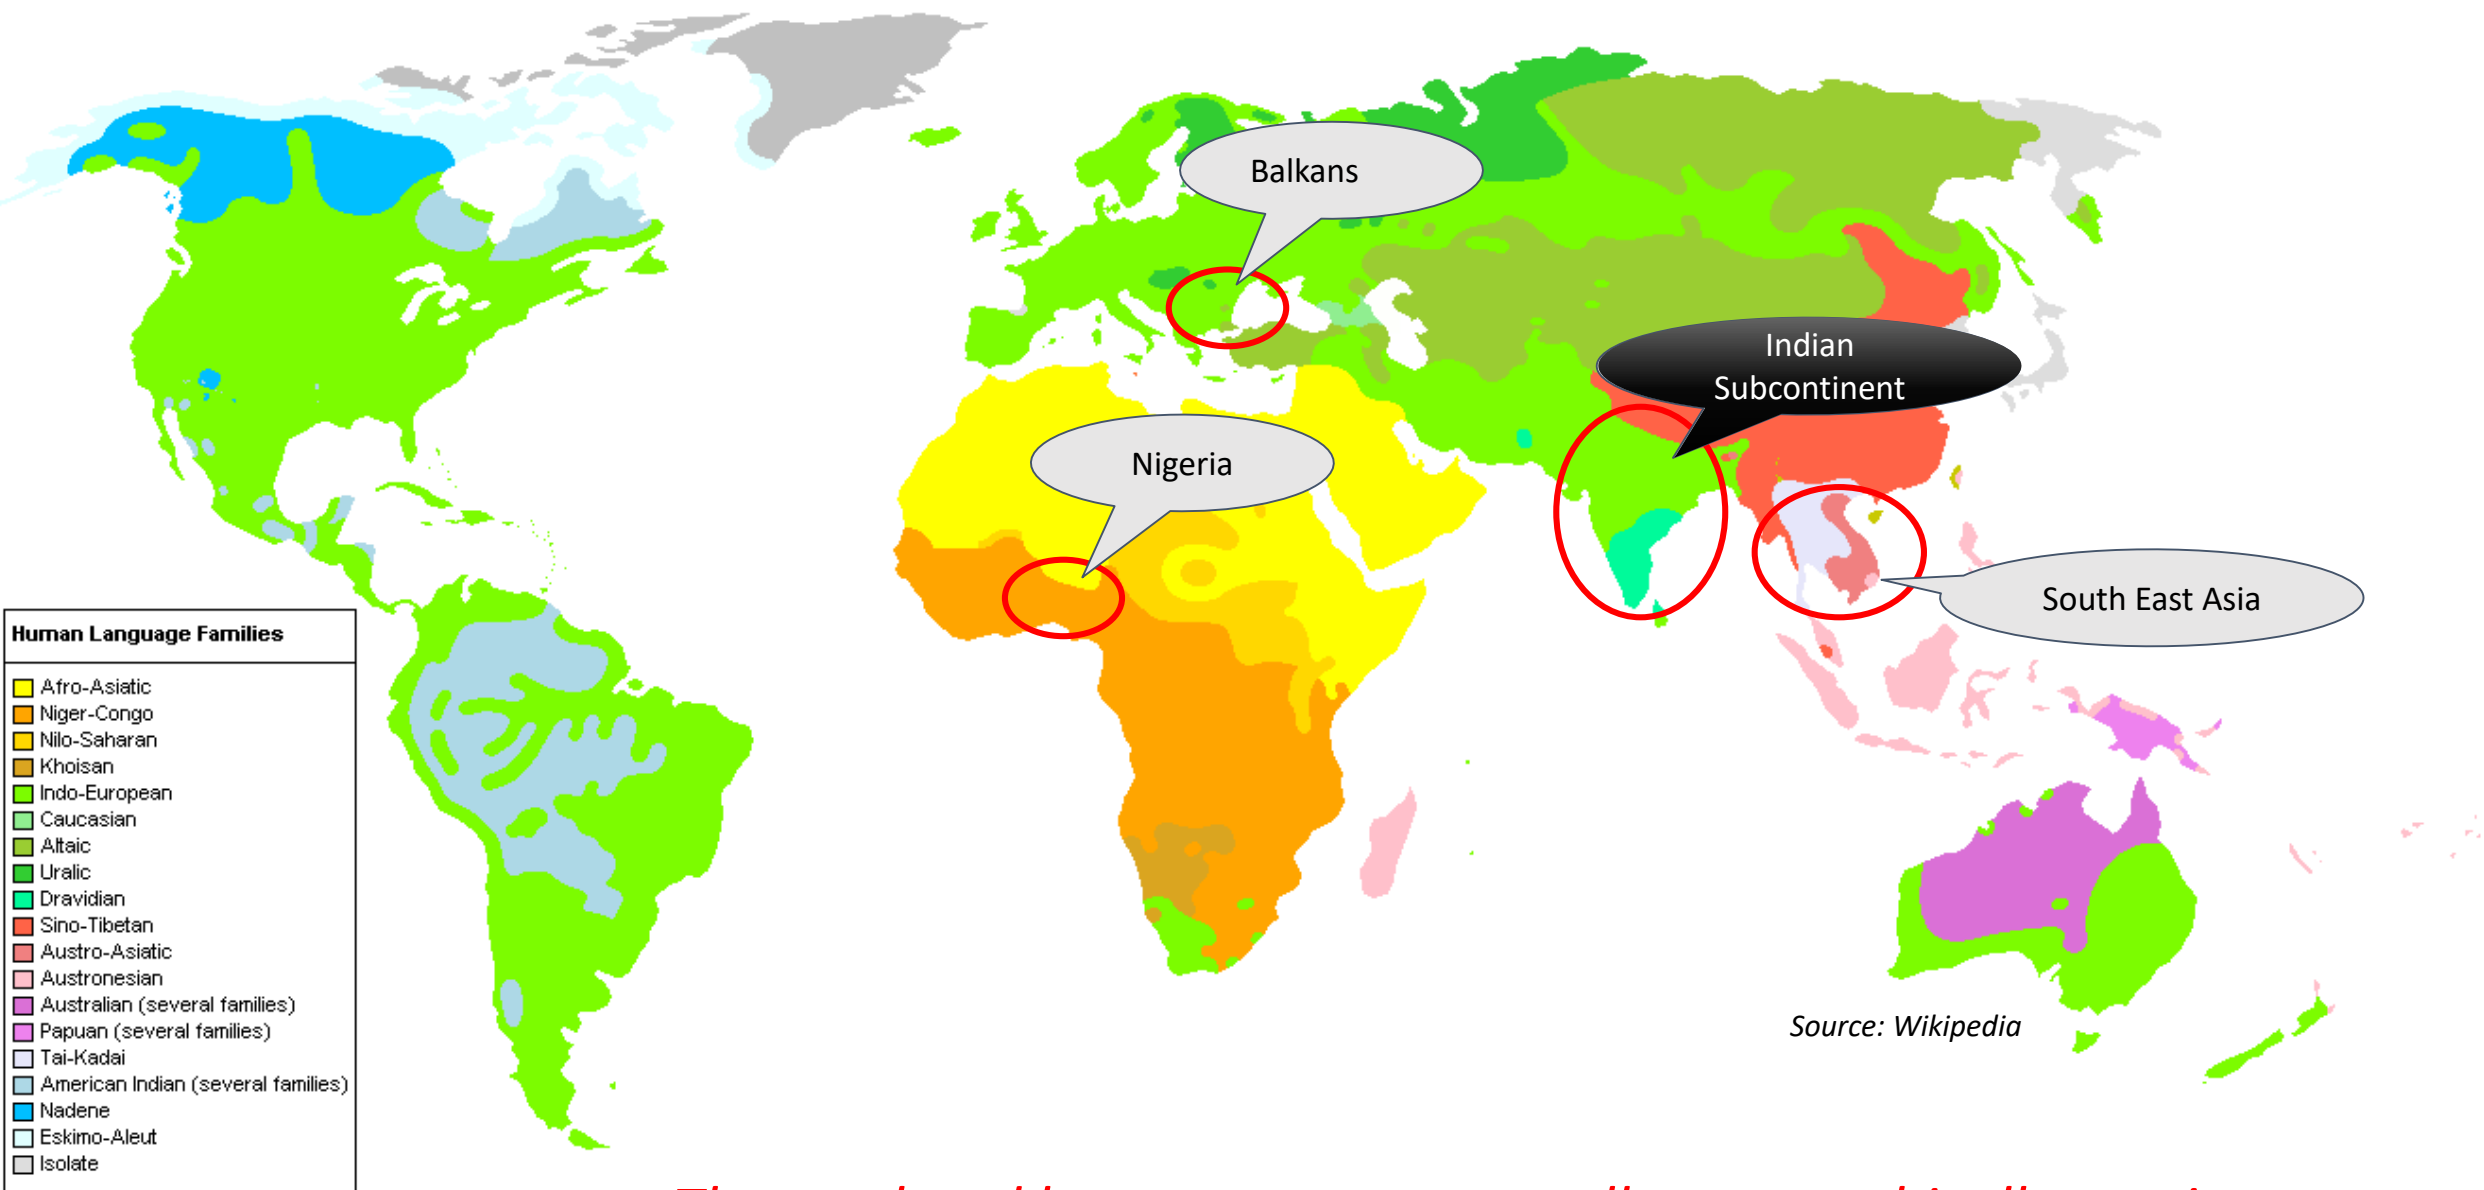 Balkans
Indian
Subcontinent
Nigeria
South East Asia
Human Language Families
Afro-Asiatic
Niger-Congo
Nilo-Saharan
Khoisan
Indo-European
Caucasian
Altaic
Uralic
Dravidian
Sino-Tibetan
Austro-Asiatic
Austronesian
Australian (several families)
Papuan (several families)
Tai-Kadai
American Indian (several families)
Nadene
Eskimo-Aleut
Isolate
Source: Wikipedia